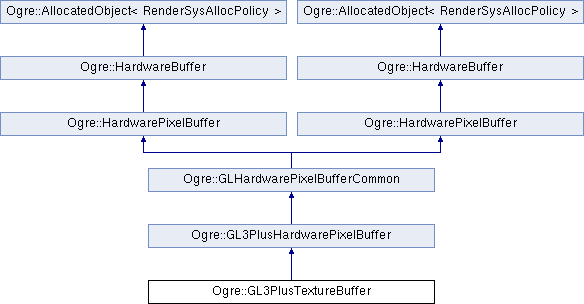 Ogre::AllocatedObject< RenderSysAllocPolicy >
Ogre::AllocatedObject< RenderSysAllocPolicy >
Ogre::HardwareBuffer
Ogre::HardwareBuffer
Ogre::HardwarePixelBuffer
Ogre::HardwarePixelBuffer
Ogre::GLHardwarePixelBufferCommon
Ogre::GL3PlusHardwarePixelBuffer
Ogre::GL3PlusTextureBuffer